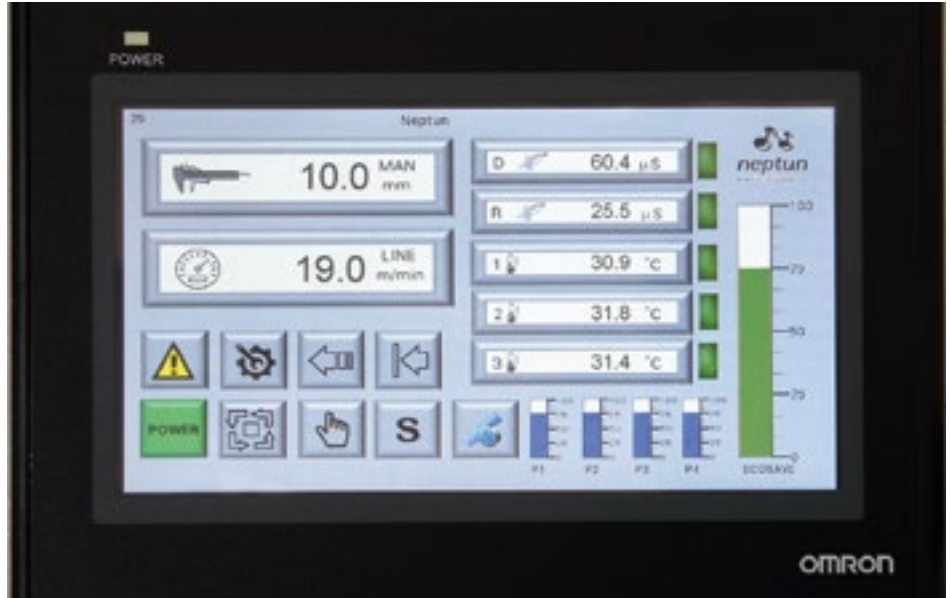 POWER
Neptun
10.0 MAN
mm
19.0 LINE
m/min
D 60.4 µS
R 25.5 µS
1 30.9 °C
2 31.8 °C
3 31.4 °C
neptun
100
75
50
25
0
ECOSAVE
POWER
S
P1 P2 P3 P4
OMRON